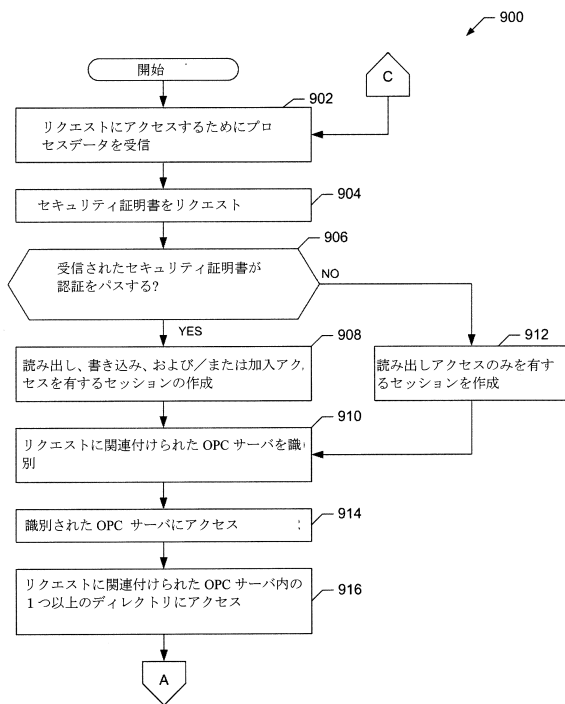 900
開始
C
902
リクエストにアクセスするためにプロ
セスデータを受信
904
セキュリティ証明書をリクエスト
906
受信されたセキュリティ証明書が
認証をパスする?
NO
YES
908
読み出し、書き込み、および/または加入アク
セスを有するセッションの作成
912
読み出しアクセスのみを有す
るセッションを作成
910
リクエストに関連付けられた OPC サーバを識
別
914
識別された OPC サーバにアクセス
916
リクエストに関連付けられた OPC サーバ内の
1つ以上のディレクトリにアクセス
A